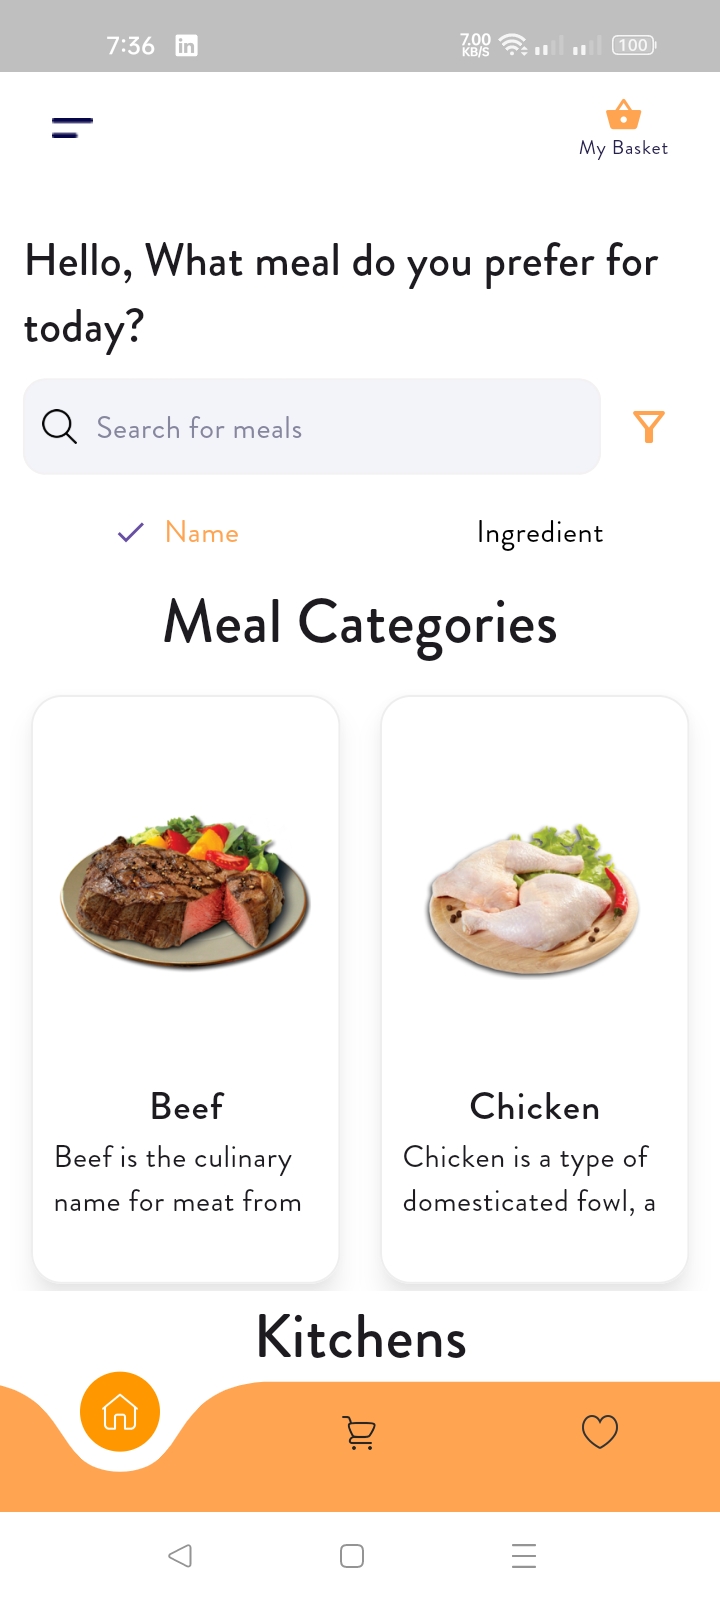 7:36 in 7.00 KB/S 100
My Basket
Hello, What meal do you prefer for
today?
Search for meals
Name Ingredient
Meal Categories
Beef
Beef is the culinary
name for meat from
Chicken
Chicken is a type of
domesticated fowl, a
Kitchens